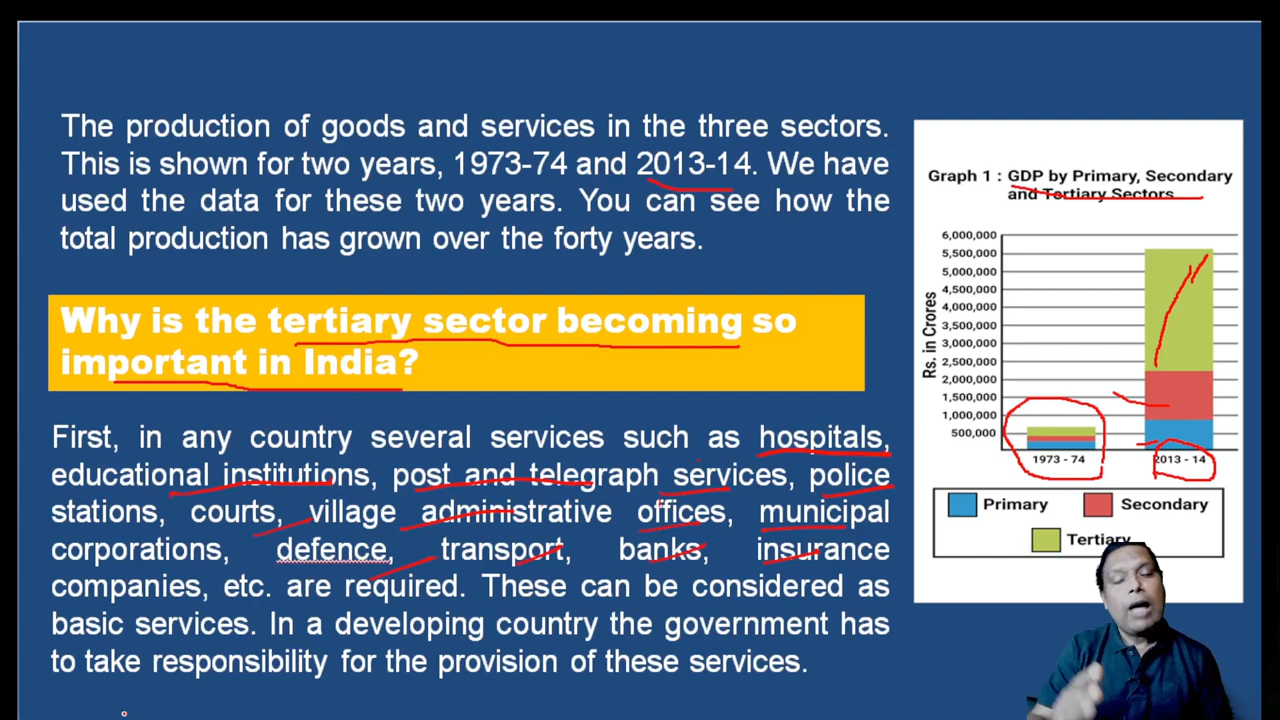 The production of goods and services in the three sectors.
This is shown for two years, 1973-74 and 2013-14. We have
used the data for these two years. You can see how the
total production has grown over the forty years.
Why is the tertiary sector becoming so
important in India?
First, in any country several services such as hospitals,
educational institutions, post and telegraph services, police
stations, courts, village administrative offices, municipal
corporations, defence, transport, banks, insurance
companies, etc. are required. These can be considered as
basic services. In a developing country the government has
to take responsibility for the provision of these services.
Graph 1 : GDP by Primary, Secondary
and Tertiary Sectors
Rs. in Crores
6,000,000
5,500,000
5,000,000
4,500,000
4,000,000
3,500,000
3,000,000
2,500,000
2,000,000
1,500,000
1,000,000
500,000
1973 - 74
2013 - 14
Primary
Secondary
Tertiary